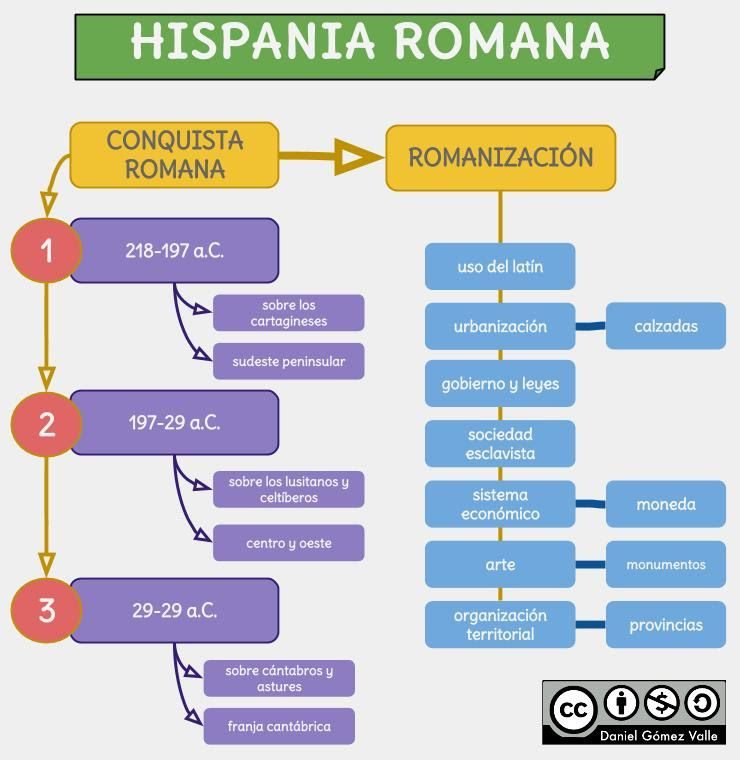 HISPANIA ROMANA
CONQUISTA
ROMANA
ROMANIZACIÓN
1
218-197 a.C.
sobre los
cartagineses
sudeste peninsular
2
197-29 a.C.
sobre los lusitanos y
celtíberos
centro y oeste
3
29-29 a.C.
sobre cántabros y
astures
franja cantábrica
uso del latín
urbanización
calzadas
gobierno y leyes
sociedad
esclavista
sistema
económico
moneda
arte
monumentos
organización
territorial
provincias
cc
Daniel Gómez Valle